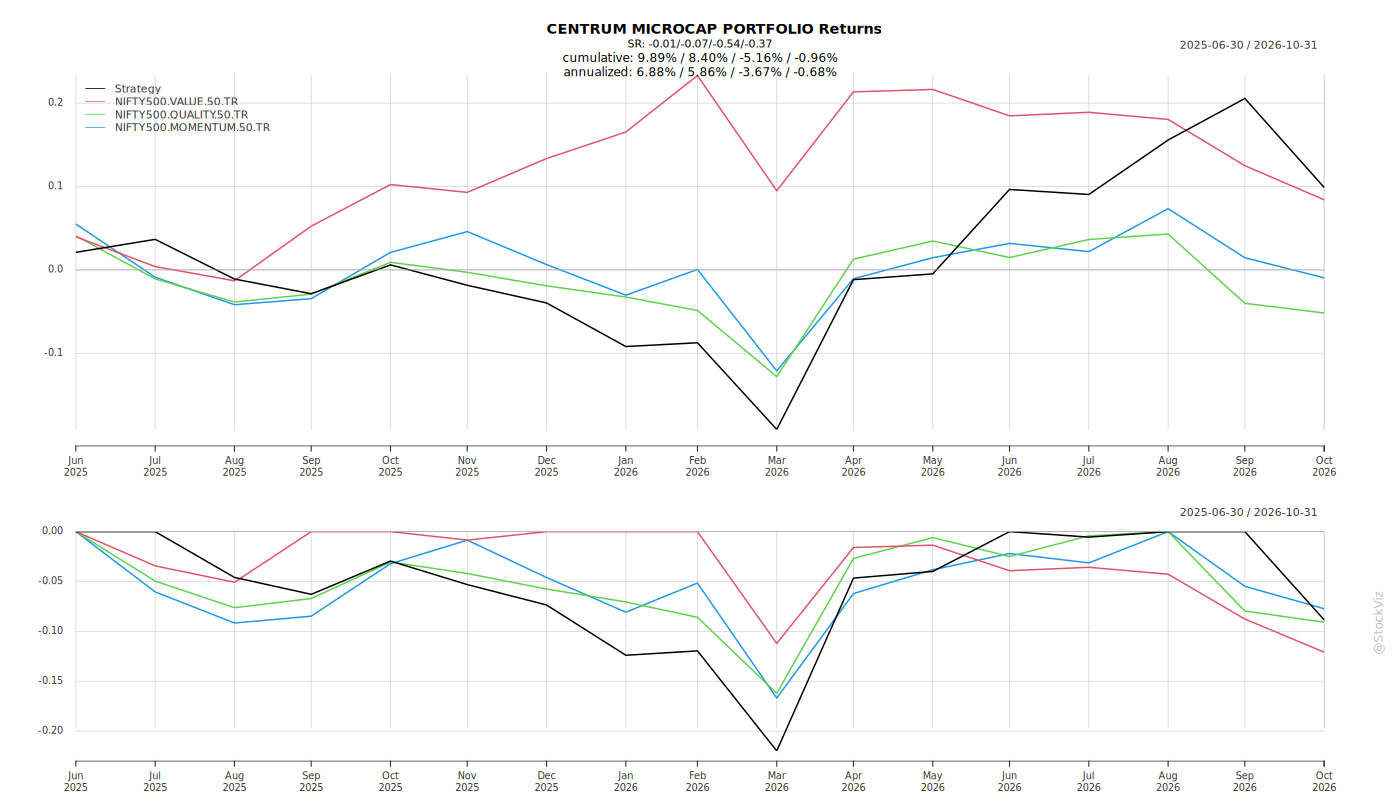 CENTRUM MICROCAP PORTFOLIO Returns
SR: -0.01/-0.07/-0.54/-0.37
cumulative: 9.89% / 8.40% / -5.16% / -0.96%
annualized: 6.88% / 5.86% / -3.67% / -0.68%
2025-06-30 / 2026-10-31
Strategy
NIFTY500.VALUE.50.TR
NIFTY500.QUALITY.50.TR
NIFTY500.MOMENTUM.50.TR
0.2
0.1
0.0
-0.1
Jun Jul Aug Sep Oct Nov Dec Jan Feb Mar Apr May Jun Jul Aug Sep Oct
2025 2025 2025 2025 2025 2025 2025 2026 2026 2026 2026 2026 2026 2026 2026 2026 2026
2025-06-30 / 2026-10-31
0.00
-0.05
-0.10
-0.15
-0.20
Jun Jul Aug Sep Oct Nov Dec Jan Feb Mar Apr May Jun Jul Aug Sep Oct
2025 2025 2025 2025 2025 2025 2025 2026 2026 2026 2026 2026 2026 2026 2026 2026 2026
@StockViz